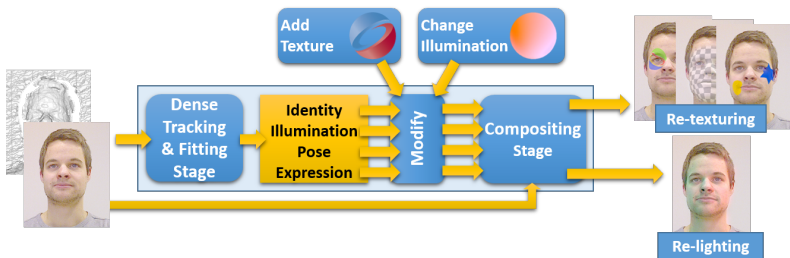 Add
Texture
Change
Illumination
Dense
Tracking
& Fitting
Stage
Identity
Illumination
Pose
Expression
Modify
Compositing
Stage
Re-texturing
Re-lighting